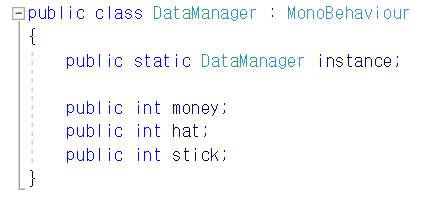 public class DataManager : MonoBehaviour
{
public static DataManager instance;
public int money;
public int hat;
public int stick;
}